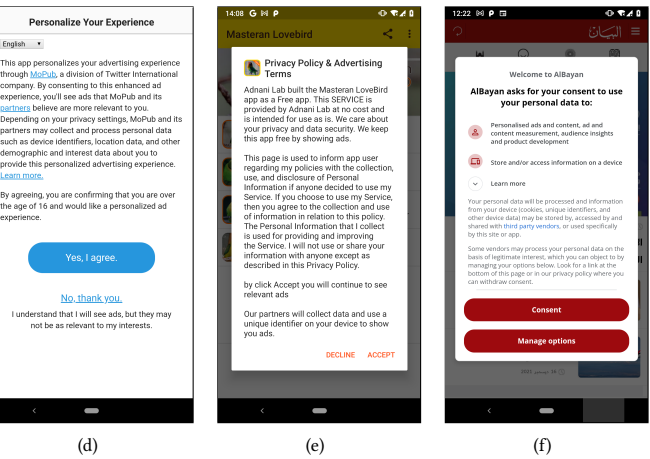 Personalize Your Experience
English
This app personalizes your advertising experience
through MoPub, a division of Twitter International
company. By consenting to this enhanced ad
experience, you'll see ads that MoPub and its
partners believe are more relevant to you.
Depending on your privacy settings, MoPub and its
partners may collect and process personal data
such as device identifiers, location data, and other
demographic and interest data about you to
provide this personalized advertising experience.
Learn more.
By agreeing, you are confirming that you are over
the age of 16 and would like a personalized ad
experience.
Yes, I agree.
No, thank you.
I understand that I will see ads, but they may
not be as relevant to my interests.
(d)
14:08 G P
Masteran Lovebird
Privacy Policy & Advertising
Terms
Adnani Lab built the Masteran LoveBird
app as a Free app. This SERVICE is
provided by Adnani Lab at no cost and
is intended for use as is. We care about
your privacy and data security. We keep
this app free by showing ads.
This page is used to inform app user
regarding my policies with the collection,
use, and disclosure of Personal
Information if anyone decided to use my
Service. If you choose to use my Service,
then you agree to the collection and use
of information in relation to this policy.
The Personal Information that I collect
is used for providing and improving
the Service. I will not use or share your
information with anyone except as
described in this Privacy Policy.
by click Accept you will continue to see
relevant ads
Our partners will collect data and use a
unique identifier on your device to show
you ads.
DECLINE ACCEPT
(e)
12:22 P
البيان
Welcome to AlBayan
AlBayan asks for your consent to use
your personal data to:
Personalised ads and content, ad and
content measurement, audience insights
and product development
Store and/or access information on a device
Learn more
Your personal data will be processed and information
from your device (cookies, unique identifiers, and
other device data) may be stored by, accessed by and
shared with third party vendors, or used specifically
by this site or app.
Some vendors may process your personal data on the
basis of legitimate interest, which you can object to by
managing your options below. Look for a link at the
bottom of this page or in our privacy policy where you
can withdraw consent.
Consent
Manage options
(f)